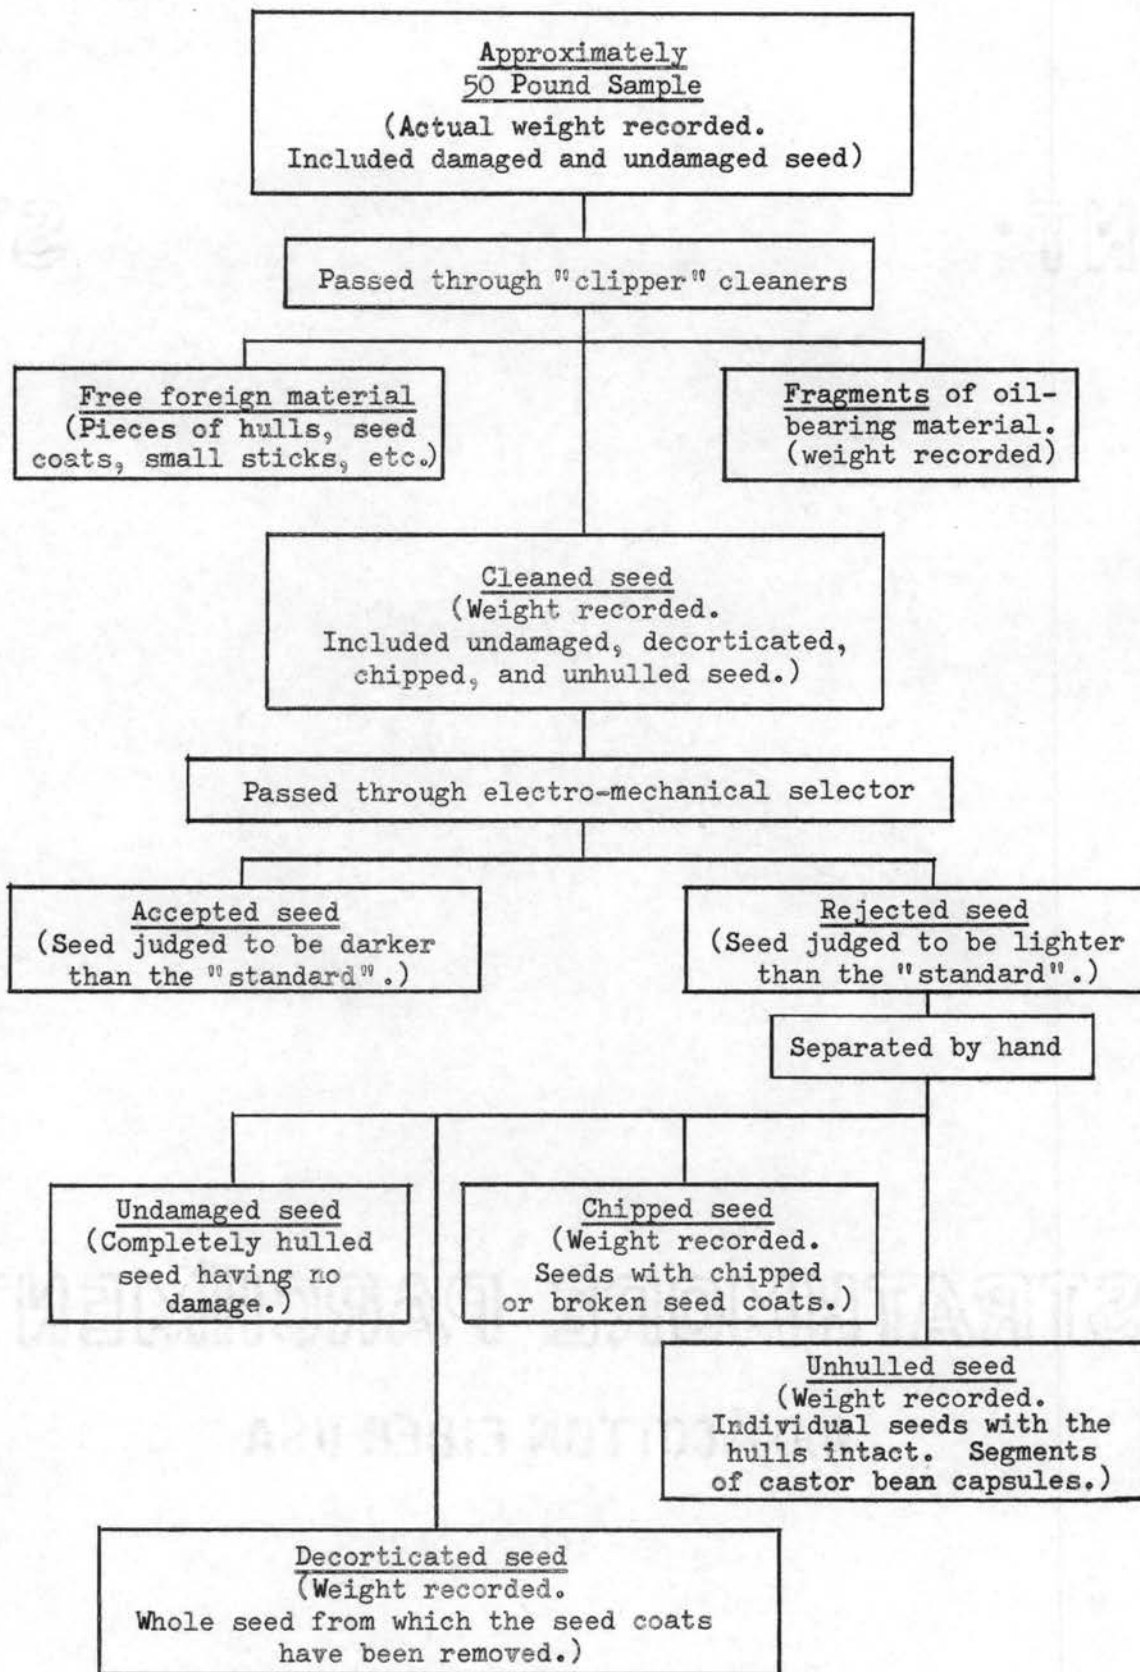 Approximately
50 Pound Sample
(Actual weight recorded.
Included damaged and undamaged seed)
Passed through "clipper" cleaners
Free foreign material
(Pieces of hulls, seed
coats, small sticks, etc.)
Fragments of oil-
bearing material.
(weight recorded)
Cleaned seed
(Weight recorded.
Included undamaged, decorticated,
chipped, and unhulled seed.)
Passed through electro-mechanical selector
Accepted seed
(Seed judged to be darker
than the "standard".)
Rejected seed
(Seed judged to be lighter
than the "standard".)
Separated by hand
Undamaged seed
(Completely hulled
seed having no
damage.)
Chipped seed
(Weight recorded.
Seeds with chipped
or broken seed coats.)
Unhulled seed
(Weight recorded.
Individual seeds with the
hulls intact. Segments
of castor bean capsules.)
Decorticated seed
(Weight recorded.
Whole seed from which the seed coats
have been removed.)
COTTON FIBER USA